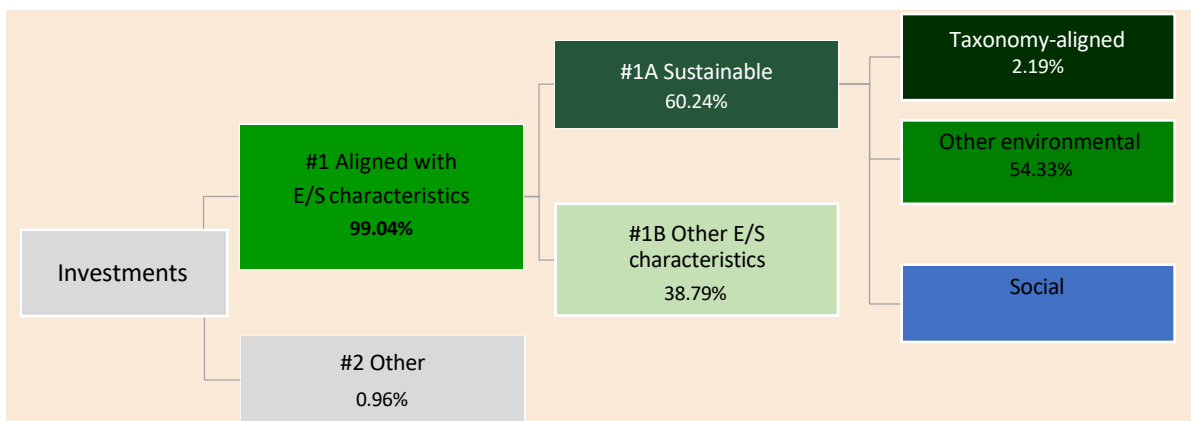 Investments
#1 Aligned with
E/S characteristics
99.04%
#2 Other
0.96%
#1A Sustainable
60.24%
#1B Other E/S
characteristics
38.79%
Taxonomy-aligned
2.19%
Other environmental
54.33%
Social